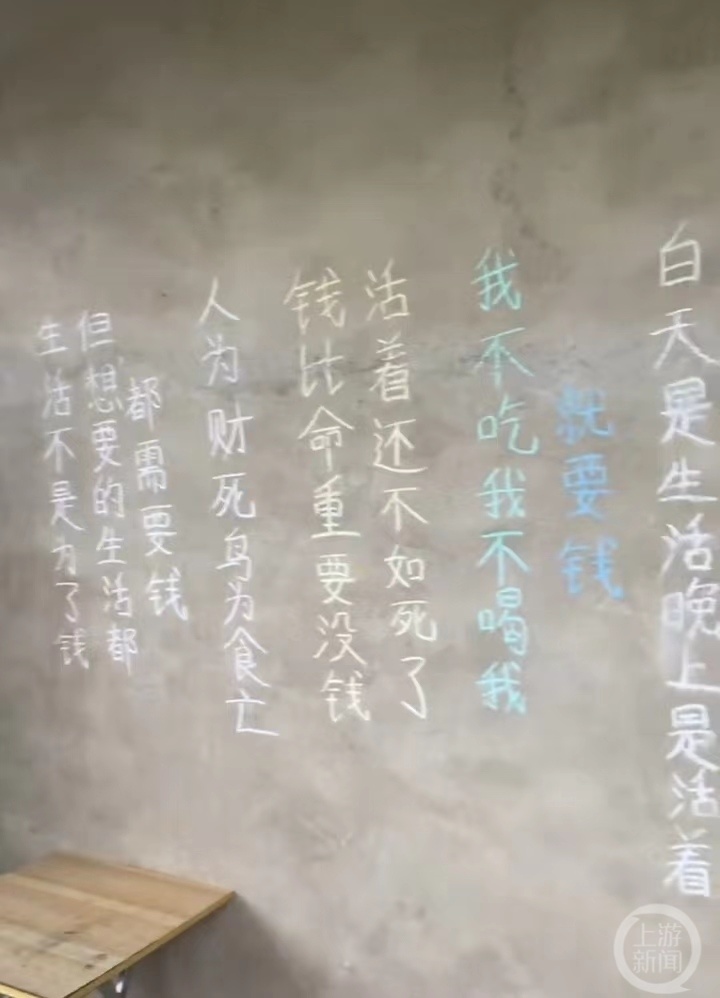 生活不是为了钱
但想要的生活都
都需要钱
人为财死鸟为食亡
钱比命重要没钱
活着还不如死了
我不吃我不喝我
就要钱
白天是生活晚上是活着
上游
新闻